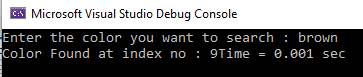 Microsoft Visual Studio Debug Console
Enter the color you want to search : brown
Color Found at index no : 9Time = 0.001 sec